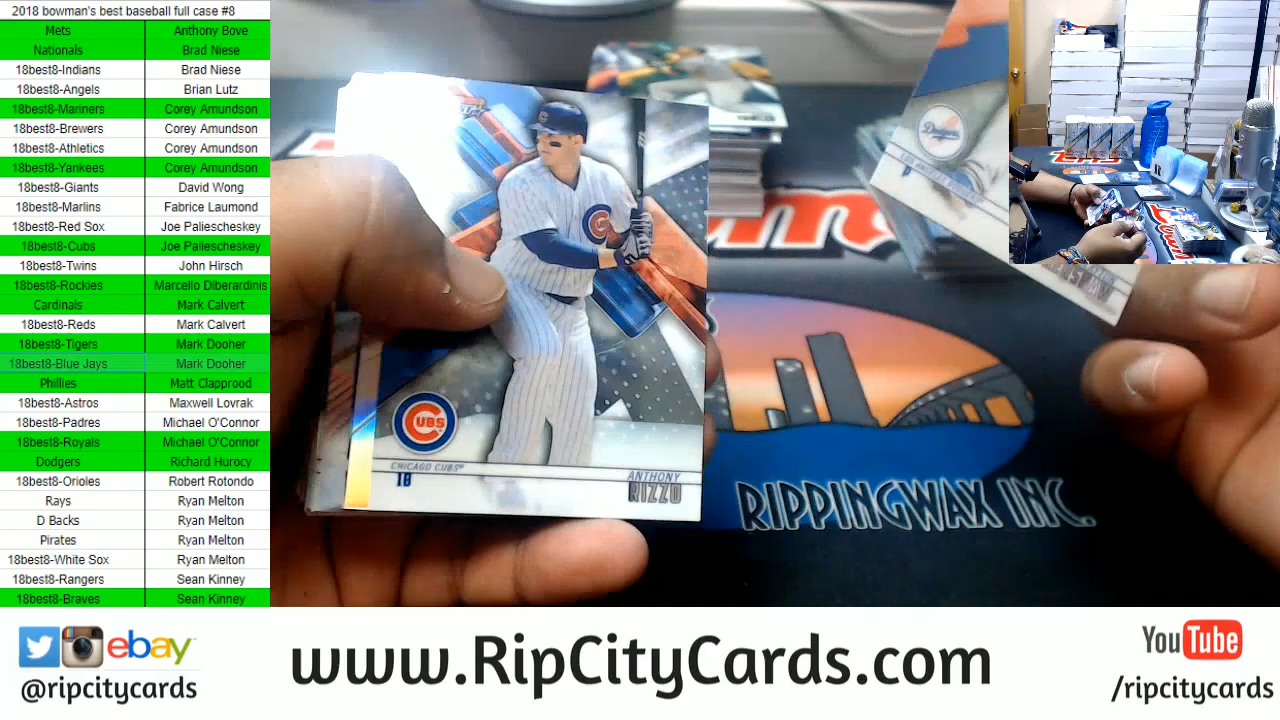 2018 bowman's best baseball full case #8
Mets Anthony Bove
Nationals Brad Niese
18best8-Indians Brad Niese
18best8-Angels Brian Lutz
18best8-Mariners Corey Amundson
18best8-Brewers Corey Amundson
18best8-Athletics Corey Amundson
18best8-Yankees Corey Amundson
18best8-Giants David Wong
18best8-Marlins Fabrice Laumond
18best8-Red Sox Joe Paliescheskey
18best8-Cubs Joe Paliescheskey
18best8-Twins John Hirsch
18best8-Rockies Marcello Diberardinis
Cardinals Mark Calvert
18best8-Reds Mark Calvert
18best8-Tigers Mark Dooher
18best8-Blue Jays Mark Dooher
Phillies Matt Clapprood
18best8-Astros Maxwell Lovrak
18best8-Padres Michael O'Connor
18best8-Royals Michael O'Connor
Dodgers Richard Hurocy
18best8-Orioles Robert Rotondo
Rays Ryan Melton
D Backs Ryan Melton
Pirates Ryan Melton
18best8-White Sox Ryan Melton
18best8-Rangers Sean Kinney
18best8-Braves Sean Kinney
CUBS
CHICAGO CUBS
1B
ANTHONY
RIZZO
Dodgers
P
RIPPINGWAX INC.
ebay
@ripcitycards
www.RipCityCards.com
YouTube
/ripcitycards